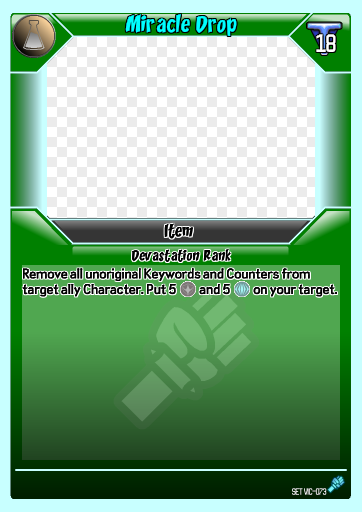 Miracle Drop
18
Item
Devastation Rank
Remove all unoriginal Keywords and Counters from
target ally Character. Put 5 and 5 on your target.
SET VIC-073